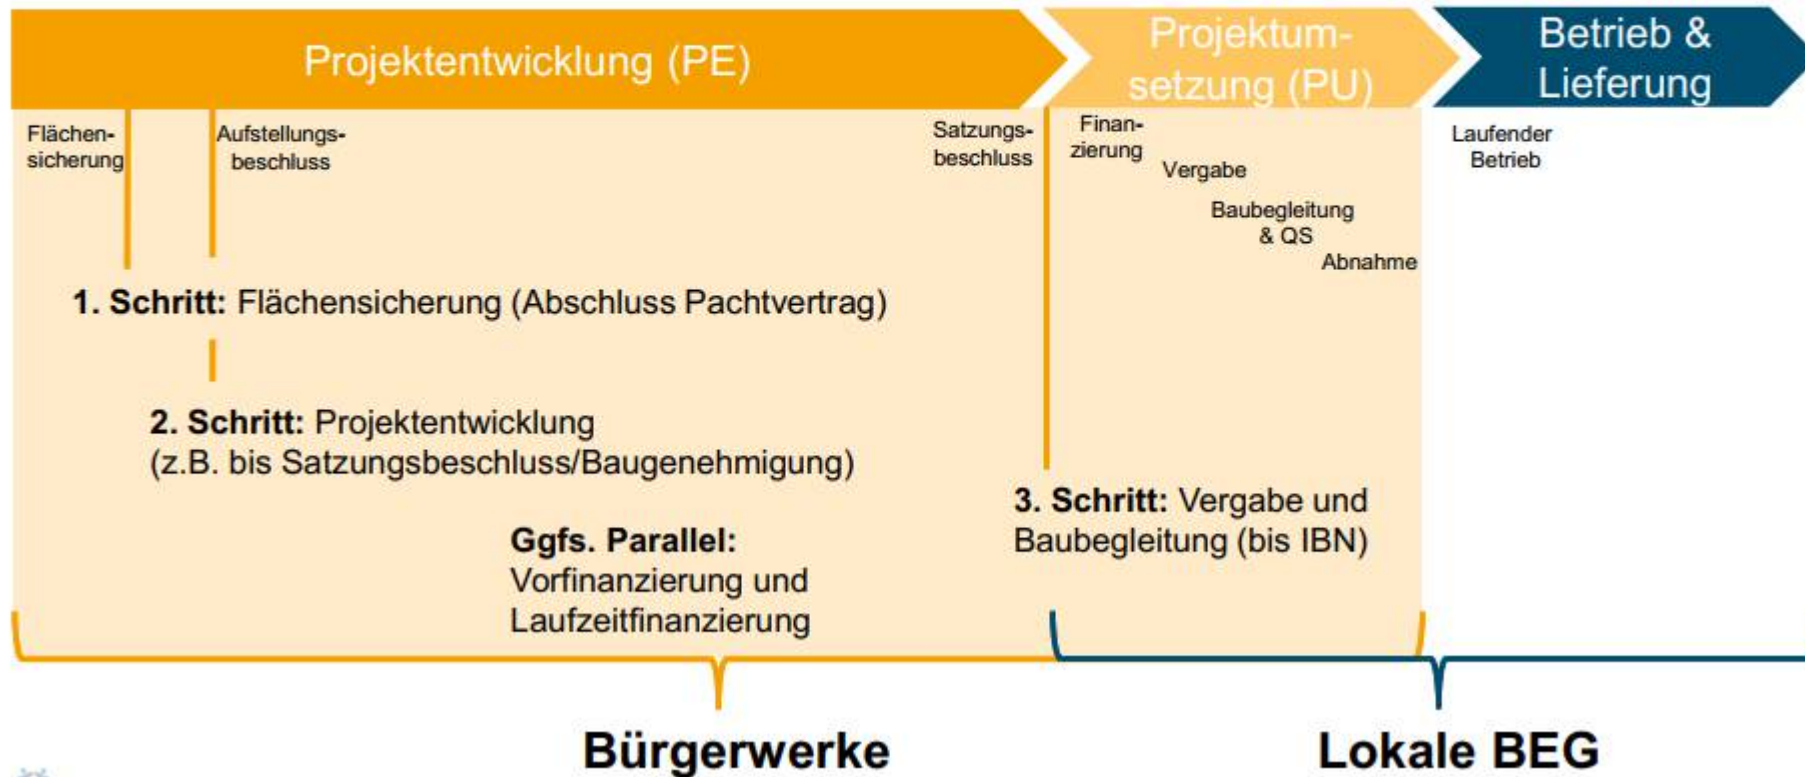 Projektentwicklung (PE)
Projektum-
setzung (PU)
Betrieb &
Lieferung
Flächen-
sicherung
Aufstellungs-
beschluss
Satzungs-
beschluss
Finan-
zierung
Vergabe
Baubegleitung
& QS
Abnahme
Laufender
Betrieb
1. Schritt: Flächensicherung (Abschluss Pachtvertrag)
2. Schritt: Projektentwicklung
(z.B. bis Satzungsbeschluss/Baugenehmigung)
Ggfs. Parallel:
Vorfinanzierung und
Laufzeitfinanzierung
3. Schritt: Vergabe und
Baubegleitung (bis IBN)
Bürgerwerke
Lokale BEG